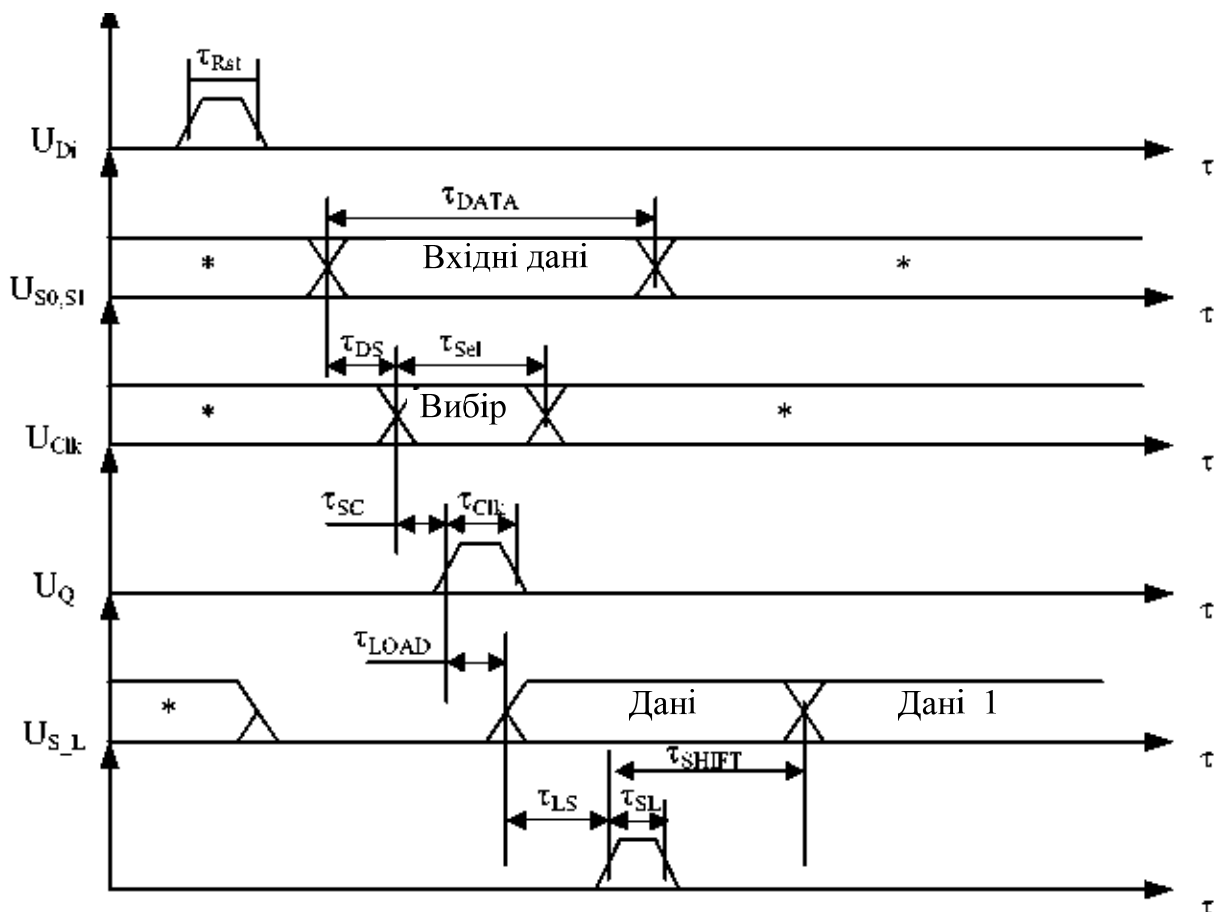 τRst
UDi
τ
τDATA
* Вхідні дані *
US0,S1
τ
τDS τSel
* Вибір *
UClk
τ
τSC τClk
UQ
τ
τLOAD
* Дані Дані 1
US_L
τ
τSHIFT
τLS τSL
τ